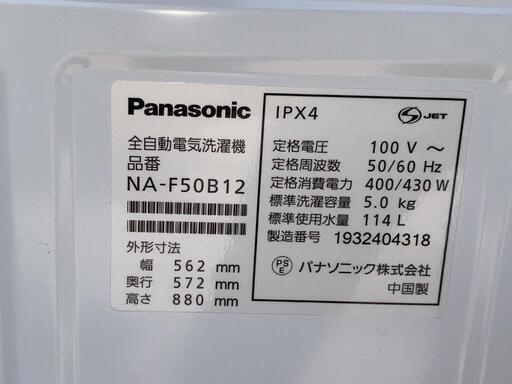 Panasonic
全自動電気洗濯機
品番
NA-F50B12
外形寸法
幅 562 mm
奥行 572 mm
高さ 880 mm
IPX4
S JET
定格電圧 100 V ～
定格周波数 50/60 Hz
定格消費電力 400/430 W
標準洗濯容量 5.0 kg
標準使用水量 114 L
製造番号 1932404318
PS E パナソニック株式会社
中国製